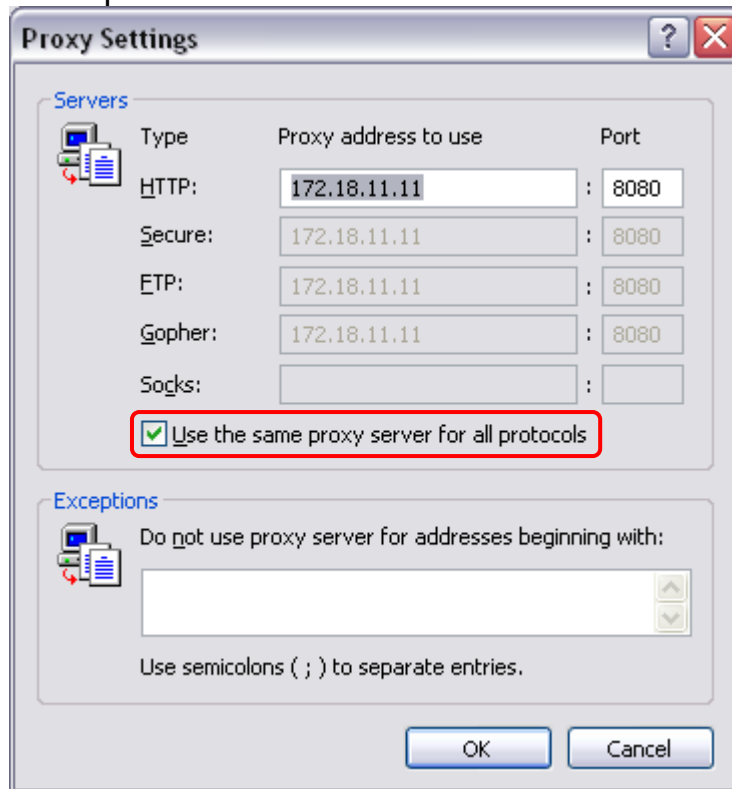 Proxy Settings
Servers
Type Proxy address to use Port
HTTP: 172.18.11.11 : 8080
Secure: 172.18.11.11 : 8080
FTP: 172.18.11.11 : 8080
Gopher: 172.18.11.11 : 8080
Socks: :
Use the same proxy server for all protocols
Exceptions
Do not use proxy server for addresses beginning with:
Use semicolons ( ; ) to separate entries.
OK Cancel